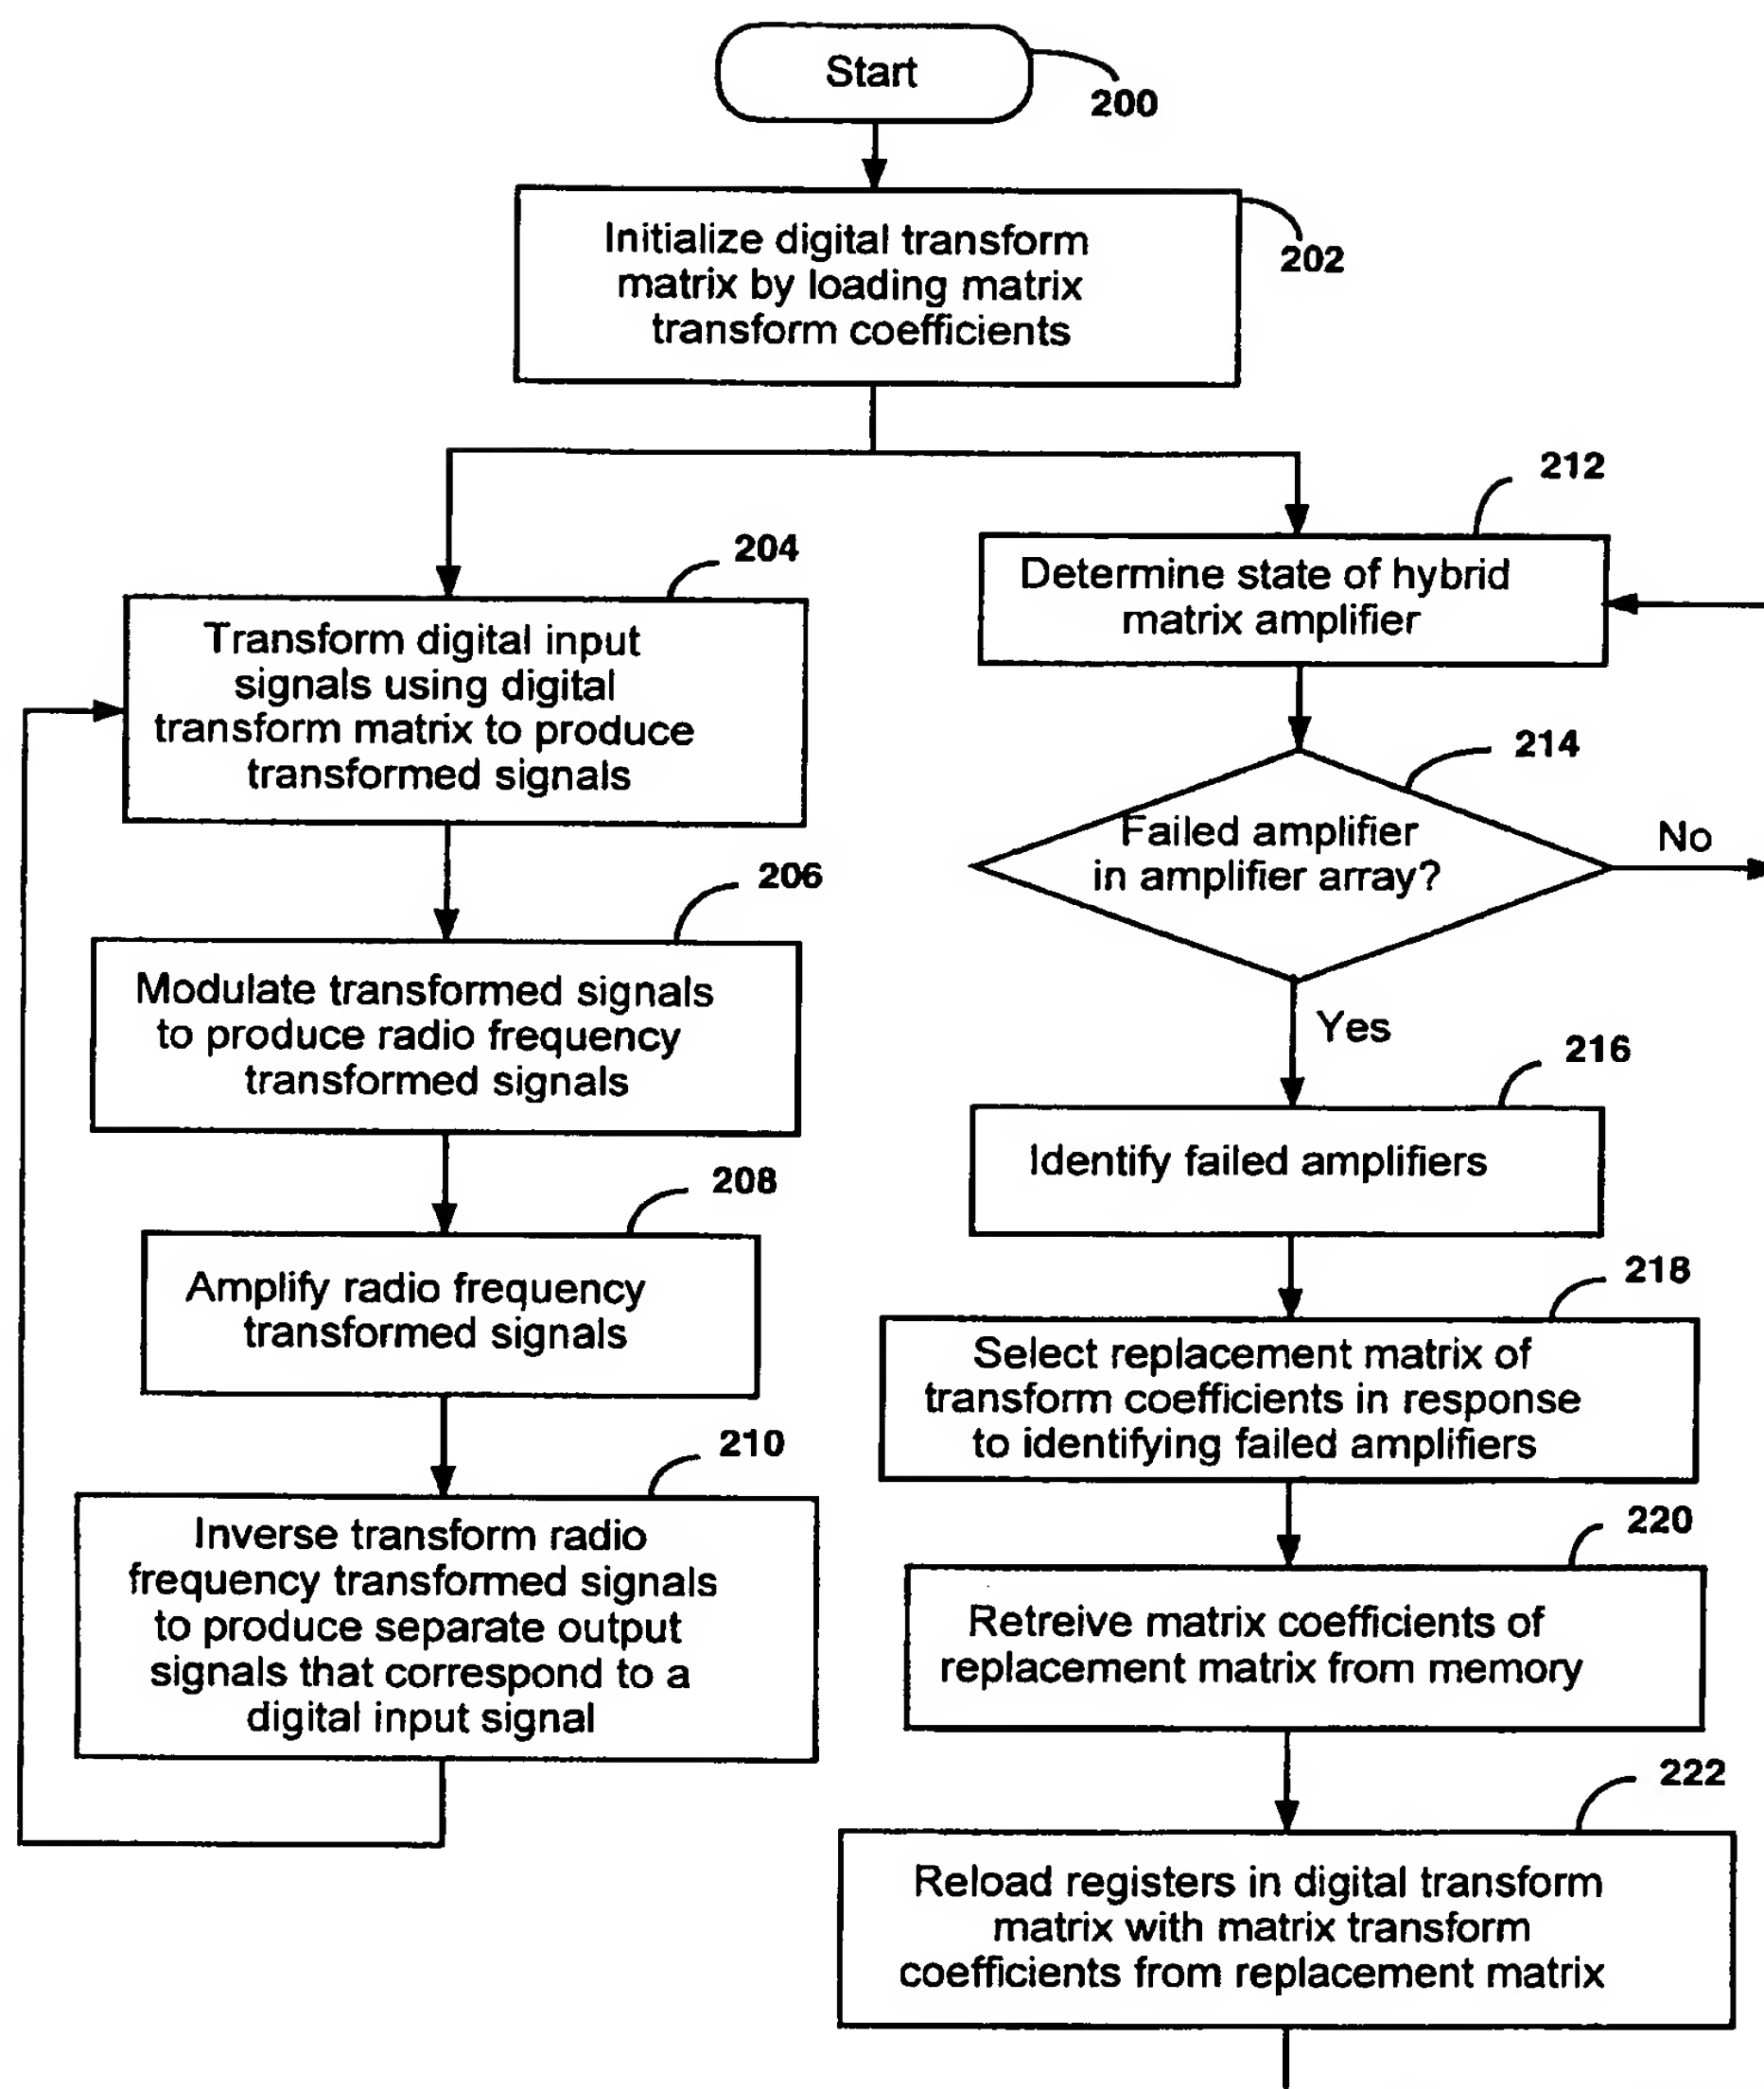 Start
200
Initialize digital transform
matrix by loading matrix
transform coefficients
202
204
Transform digital input
signals using digital
transform matrix to produce
transformed signals
206
Modulate transformed signals
to produce radio frequency
transformed signals
208
Amplify radio frequency
transformed signals
210
Inverse transform radio
frequency transformed signals
to produce separate output
signals that correspond to a
digital input signal
212
Determine state of hybrid
matrix amplifier
214
Failed amplifier
in amplifier array?
No
Yes
216
Identify failed amplifiers
218
Select replacement matrix of
transform coefficients in response
to identifying failed amplifiers
220
Retreive matrix coefficients of
replacement matrix from memory
222
Reload registers in digital transform
matrix with matrix transform
coefficients from replacement matrix